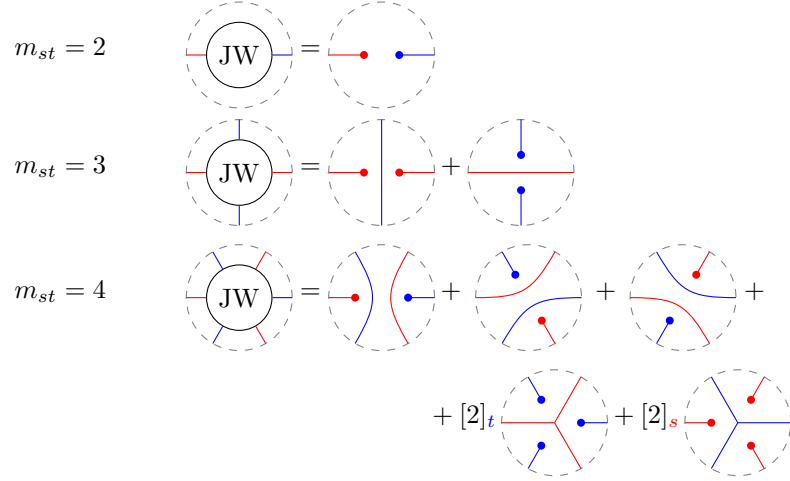 m_{st} = 2 JW =
m_{st} = 3 JW = +
m_{st} = 4 JW = + + +
+ [2]_t + [2]_s